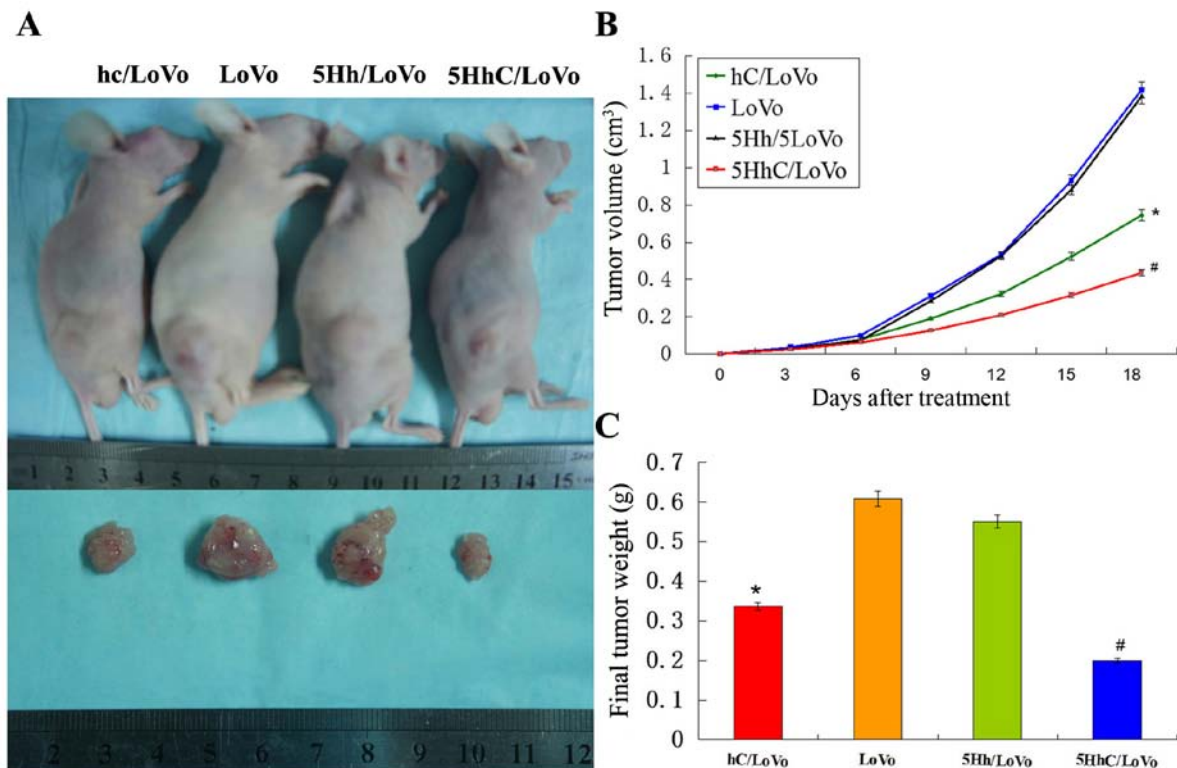 A
hc/LoVo LoVo 5Hh/LoVo 5HhC/LoVo
1 2 3 4 5 6 7 8 9 10 11 12 13 14 15
2 3 4 5 6 7 8 9 10 11 12
B
Tumor volume (cm³)
1.6
1.4
1.2
1
0.8
0.6
0.4
0.2
0
hC/LoVo
LoVo
5Hh/5LoVo
5HhC/LoVo
*
#
0 3 6 9 12 15 18
Days after treatment
C
Final tumor weight (g)
0.7
0.6
0.5
0.4
0.3
0.2
0.1
0
*
#
hC/LoVo LoVo 5Hh/LoVo 5HhC/LoVo